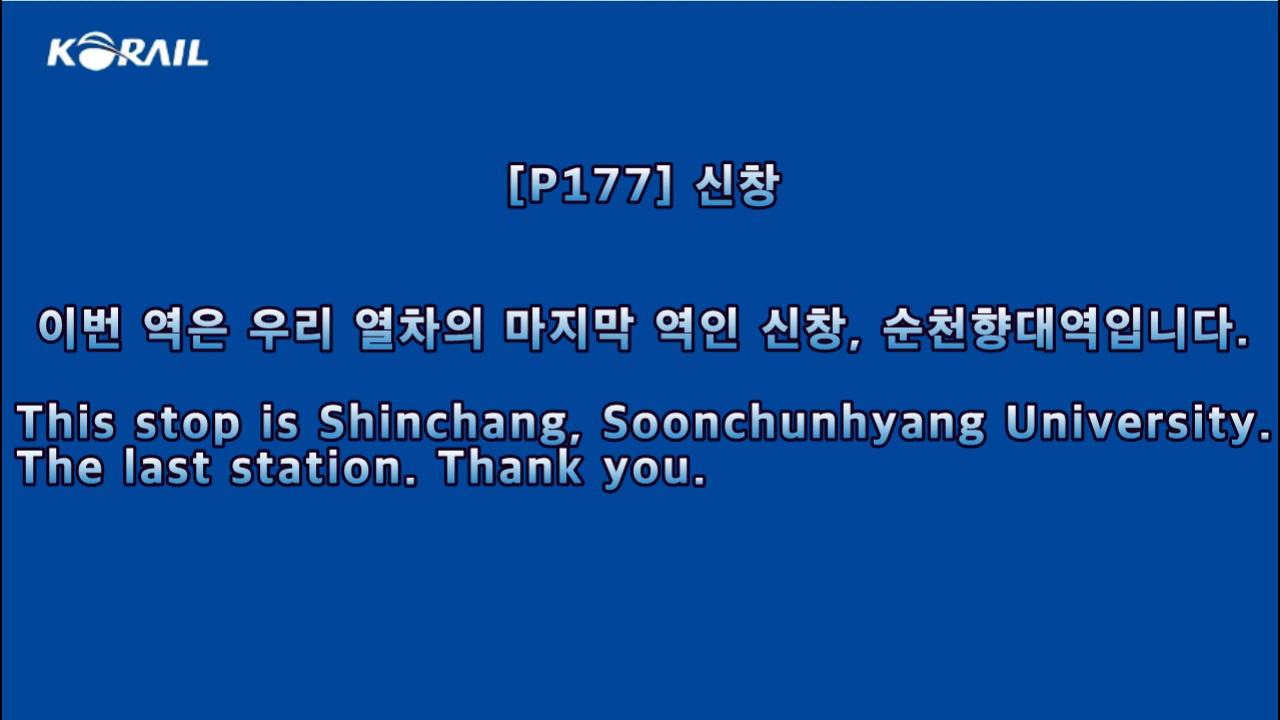 KORAIL
[P177] 신창
이번 역은 우리 열차의 마지막 역인 신창, 순천향대역입니다.
This stop is Shinchang, Soonchunhyang University.
The last station. Thank you.